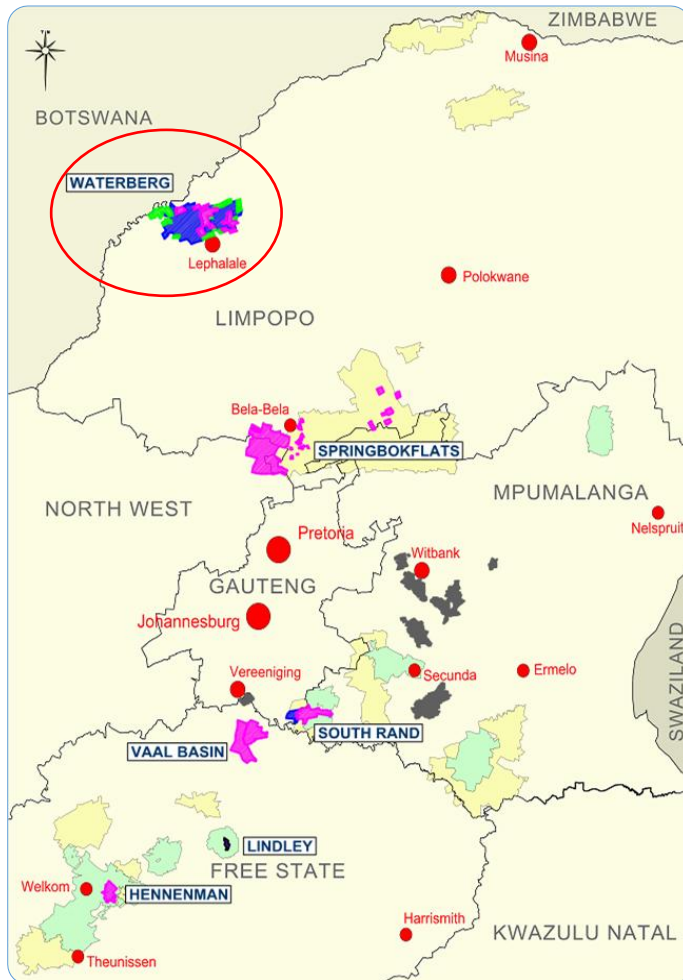 ZIMBABWE
Musina
BOTSWANA
WATERBERG
Lephalale
Polokwane
LIMPOPO
Bela-Bela
SPRINGBOKFLATS
MPUMALANGA
NORTH WEST
Nelspruit
Pretoria
Witbank
GAUTENG
Johannesburg
SWAZILAND
Vereeniging
Secunda
Ermelo
SOUTH RAND
VAAL BASIN
LINDLEY
FREE STATE
Welkom
HENNENMAN
Harrismith
KWAZULU NATAL
Theunissen